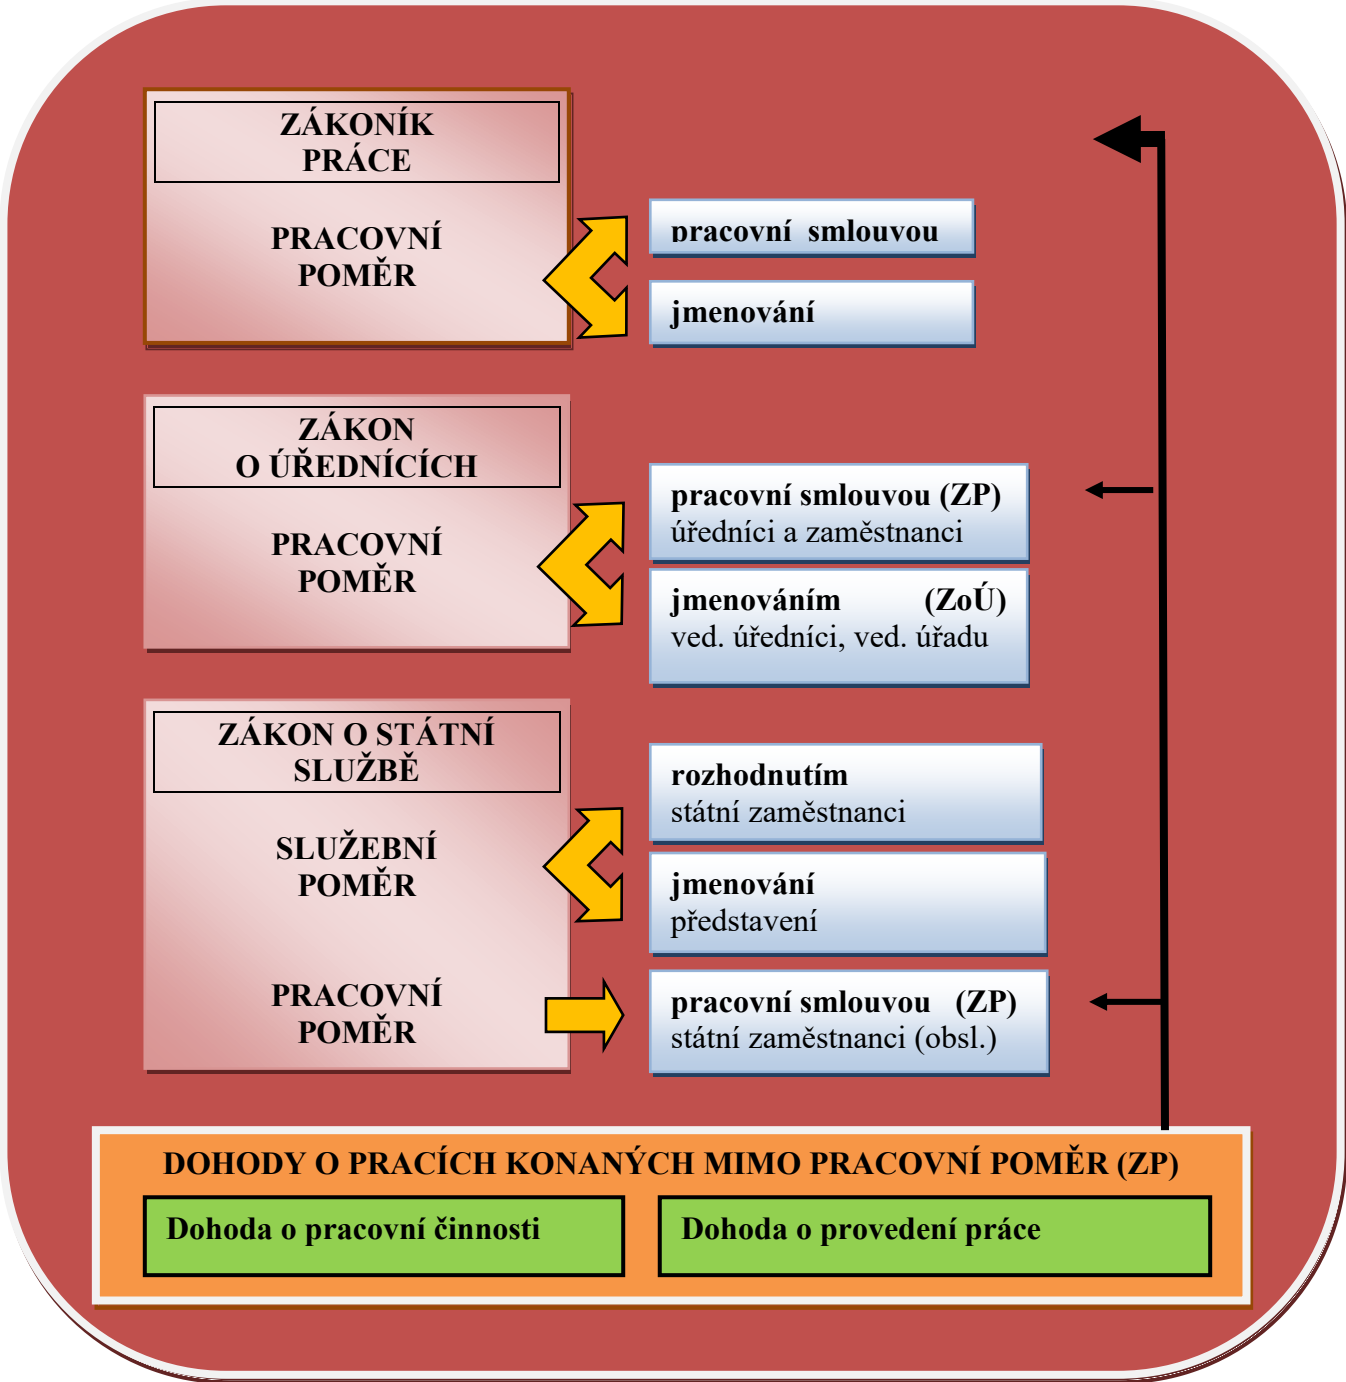 ZÁKONÍK
PRÁCE
PRACOVNÍ
POMĚR
pracovní smlouvou
jmenování
ZÁKON
O ÚŘEDNÍCÍCH
PRACOVNÍ
POMĚR
pracovní smlouvou (ZP)
úředníci a zaměstnanci
jmenováním (ZoÚ)
ved. úředníci, ved. úřadu
ZÁKON O STÁTNÍ
SLUŽBĚ
SLUŽEBNÍ
POMĚR
rozhodnutím
státní zaměstnanci
jmenování
představení
PRACOVNÍ
POMĚR
pracovní smlouvou (ZP)
státní zaměstnanci (obsl.)
DOHODY O PRACÍCH KONANÝCH MIMO PRACOVNÍ POMĚR (ZP)
Dohoda o pracovní činnosti
Dohoda o provedení práce